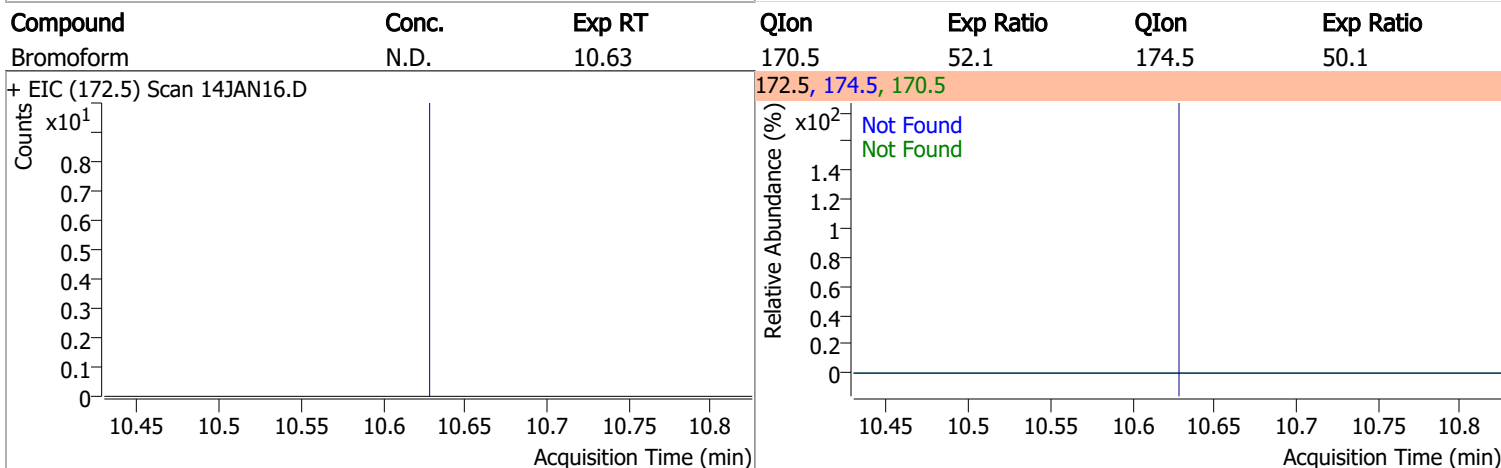 Compound Conc. Exp RT QIon Exp Ratio QIon Exp Ratio
Bromoform N.D. 10.63 170.5 52.1 174.5 50.1
+ EIC (172.5) Scan 14JAN16.D
Counts
x10¹
0.8
0.7
0.6
0.5
0.4
0.3
0.2
0.1
0
10.45 10.5 10.55 10.6 10.65 10.7 10.75 10.8
Acquisition Time (min)
172.5, 174.5, 170.5
Relative Abundance (%)
x10²
Not Found
Not Found
1.4
1.2
1
0.8
0.6
0.4
0.2
0
10.45 10.5 10.55 10.6 10.65 10.7 10.75 10.8
Acquisition Time (min)